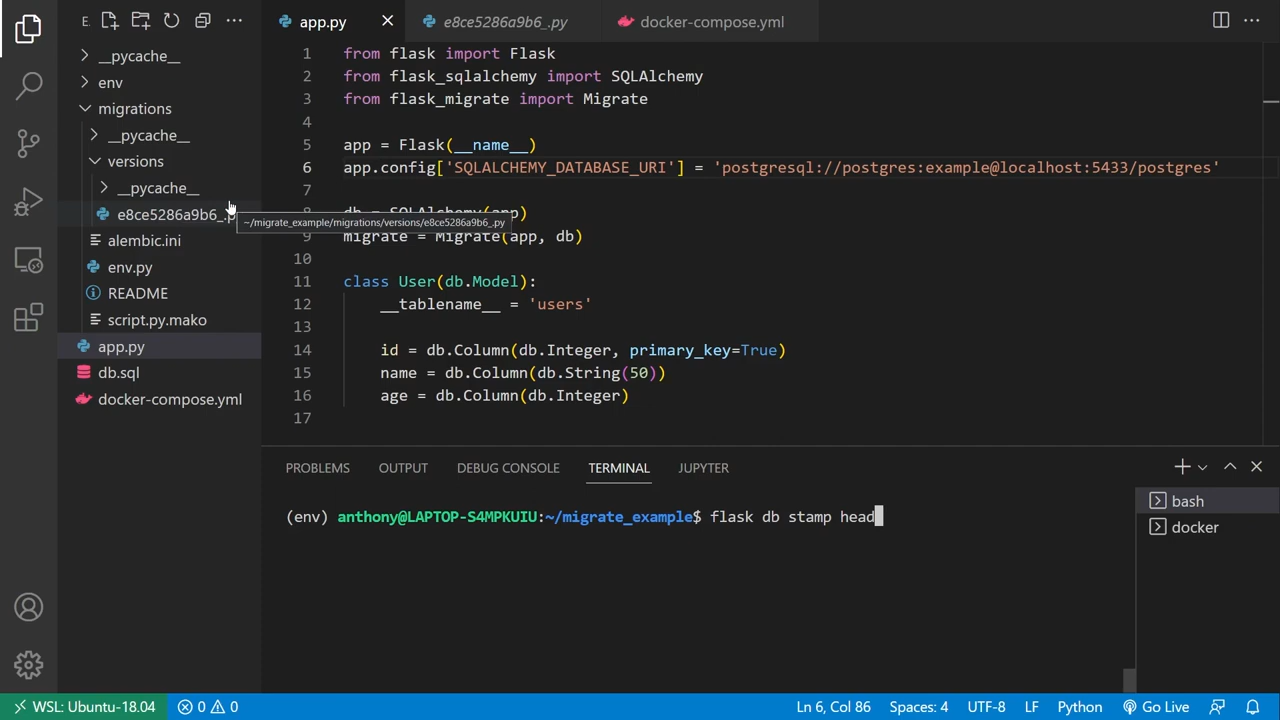 E.
app.py
e8ce5286a9b6_.py
docker-compose.yml
__pycache__
env
migrations
__pycache__
versions
__pycache__
e8ce5286a9b6_.p
alembic.ini
env.py
README
script.py.mako
app.py
db.sql
docker-compose.yml
1 from flask import Flask
2 from flask_sqlalchemy import SQLAlchemy
3 from flask_migrate import Migrate
4
5 app = Flask(__name__)
6 app.config['SQLALCHEMY_DATABASE_URI'] = 'postgresql://postgres:example@localhost:5433/postgres'
7
8 db = SQLAlchemy(app)
~/migrate_example/migrations/versions/e8ce5286a9b6_.py
9 migrate = Migrate(app, db)
10
11 class User(db.Model):
12 __tablename__ = 'users'
13
14 id = db.Column(db.Integer, primary_key=True)
15 name = db.Column(db.String(50))
16 age = db.Column(db.Integer)
17
PROBLEMS OUTPUT DEBUG CONSOLE TERMINAL JUPYTER
(env) anthony@LAPTOP-S4MPKUIU:~/migrate_example$ flask db stamp head
bash
docker
WSL: Ubuntu-18.04 0 0 Ln 6, Col 86 Spaces: 4 UTF-8 LF Python Go Live